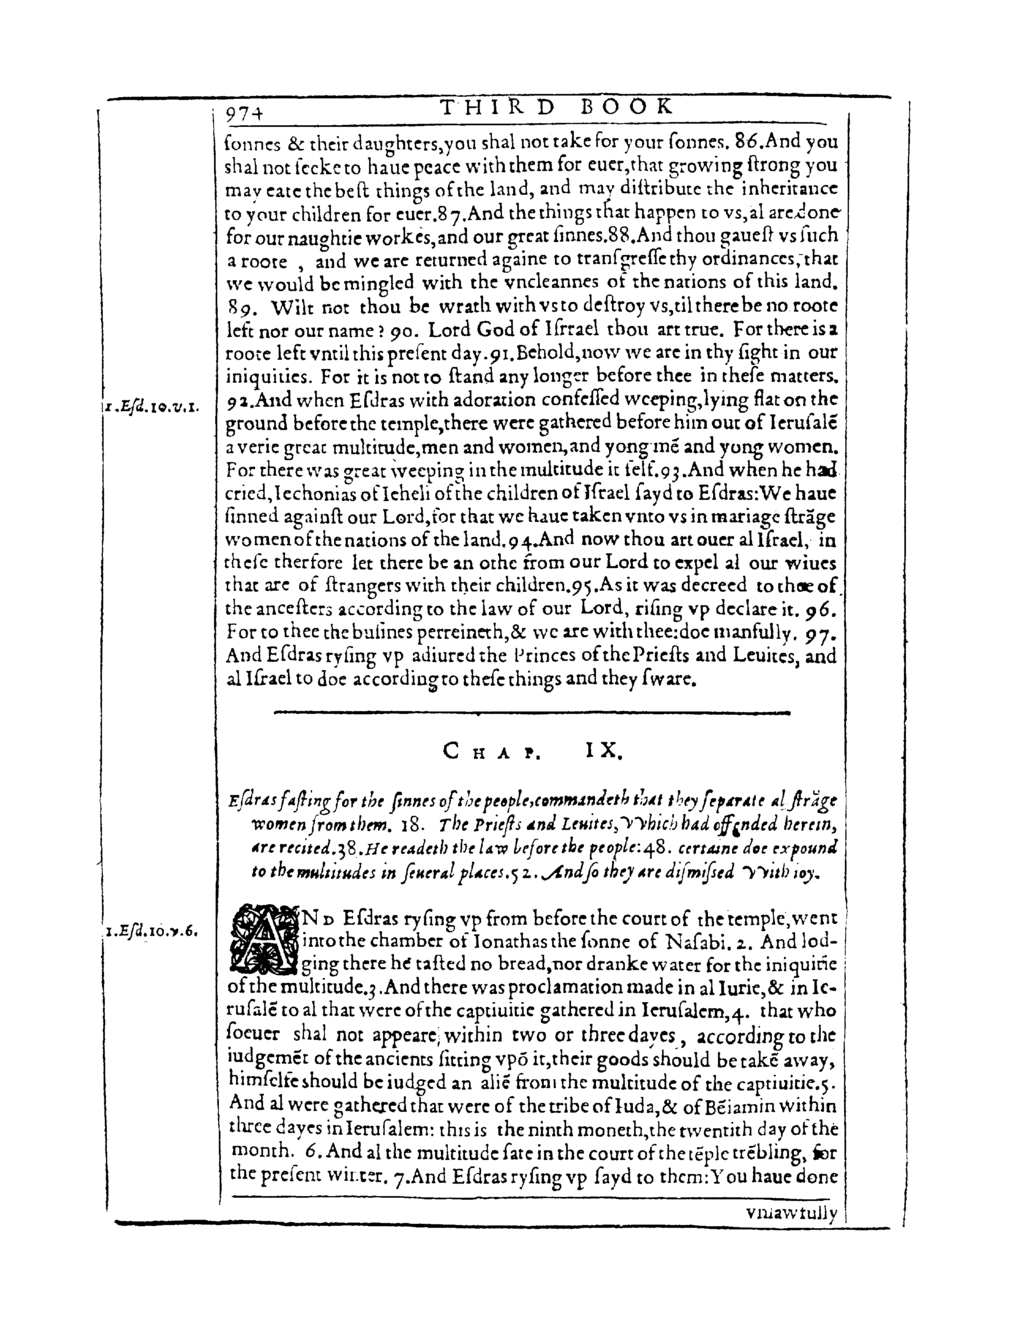 974
THIRD BOOK
ſonnes & their daughters,you shal not take for your ſonnes. 86.And you
shal not ſeeke to haue peace with them for euer,that growing ſtrong you
may eate the beſt things of the land, and may diſtribute the inheritance
to your children for euer.87.And the things that happen to vs,al are done
for our naughtie workes,and our great ſinnes.88.And thou gaueſt vs ſuch
a roote , and we are returned againe to tranſgreſſe thy ordinances, that
we would be mingled with the vncleannes of the nations of this land.
89. Wilt not thou be wrath with vs to deſtroy vs,til there be no roote
left nor our name? 90. Lord God of Iſrrael thou art true. For there is a
roote left vntil this preſent day.91.Behold,now we are in thy ſight in our
iniquities. For it is not to ſtand any longer before thee in theſe matters.
1.Eſd.10.v.1.
92.And when Eſdras with adoration confeſſed weeping,lying flat on the
ground before the temple,there were gathered before him out of Ieruſalē
a verie great multitude,men and women,and yong mē and yong women.
For there was great weeping in the multitude it ſelf.93.And when he had
cried,Iechonias of Ieheli of the children of Iſrael ſayd to Eſdras:We haue
ſinned againſt our Lord,for that we haue taken vnto vs in mariage ſtrāge
women of the nations of the land.94.And now thou art ouer al Iſrael, in
theſe therfore let there be an othe from our Lord to expel al our wiues
that are of ſtrangers with their children.95.As it was decreed to thee of
the anceſters according to the law of our Lord, riſing vp declare it. 96.
For to thee the buſines perteineth,& we are with thee:doe manfully. 97.
And Eſdras ryſing vp adiured the Princes of the Prieſts and Leuites, and
al Iſrael to doe according to theſe things and they ſware.
CHAP. IX.
Eſdras faſting for the ſinnes of the people,commandeth that they ſeparate al ſtrāge
women from them. 18. The Prieſts and Leuites, VVhich had offended herein,
are recited.38.He readeth the law before the people:48. certaine doe expound
to the multitudes in ſeueral places.52. And ſo they are diſmiſſed VVith ioy.
1.Eſd.10.v.6.
AND Eſdras ryſing vp from before the court of the temple,went
into the chamber of Ionathas the ſonne of Naſabi. 2. And lod-
ging there he taſted no bread,nor dranke water for the iniquitie
of the multitude.3.And there was proclamation made in al Iurie,& in Ie-
ruſalē to al that were of the captiuitie gathered in Ieruſalem,4. that who
ſoeuer shal not appeare, within two or three dayes , according to the
iudgemēt of the ancients ſitting vpō it,their goods should be takē away,
himſelfe should be iudged an aliē from the multitude of the captiuitie.5.
And al were gathered that were of the tribe of Iuda,& of Bēiamin within
three dayes in Ieruſalem: this is the ninth moneth,the twentith day of the
month. 6.And al the multitude ſate in the court of the tēple trēbling, for
the preſent winter. 7.And Eſdras ryſing vp ſayd to them:You haue done
vnlawfully